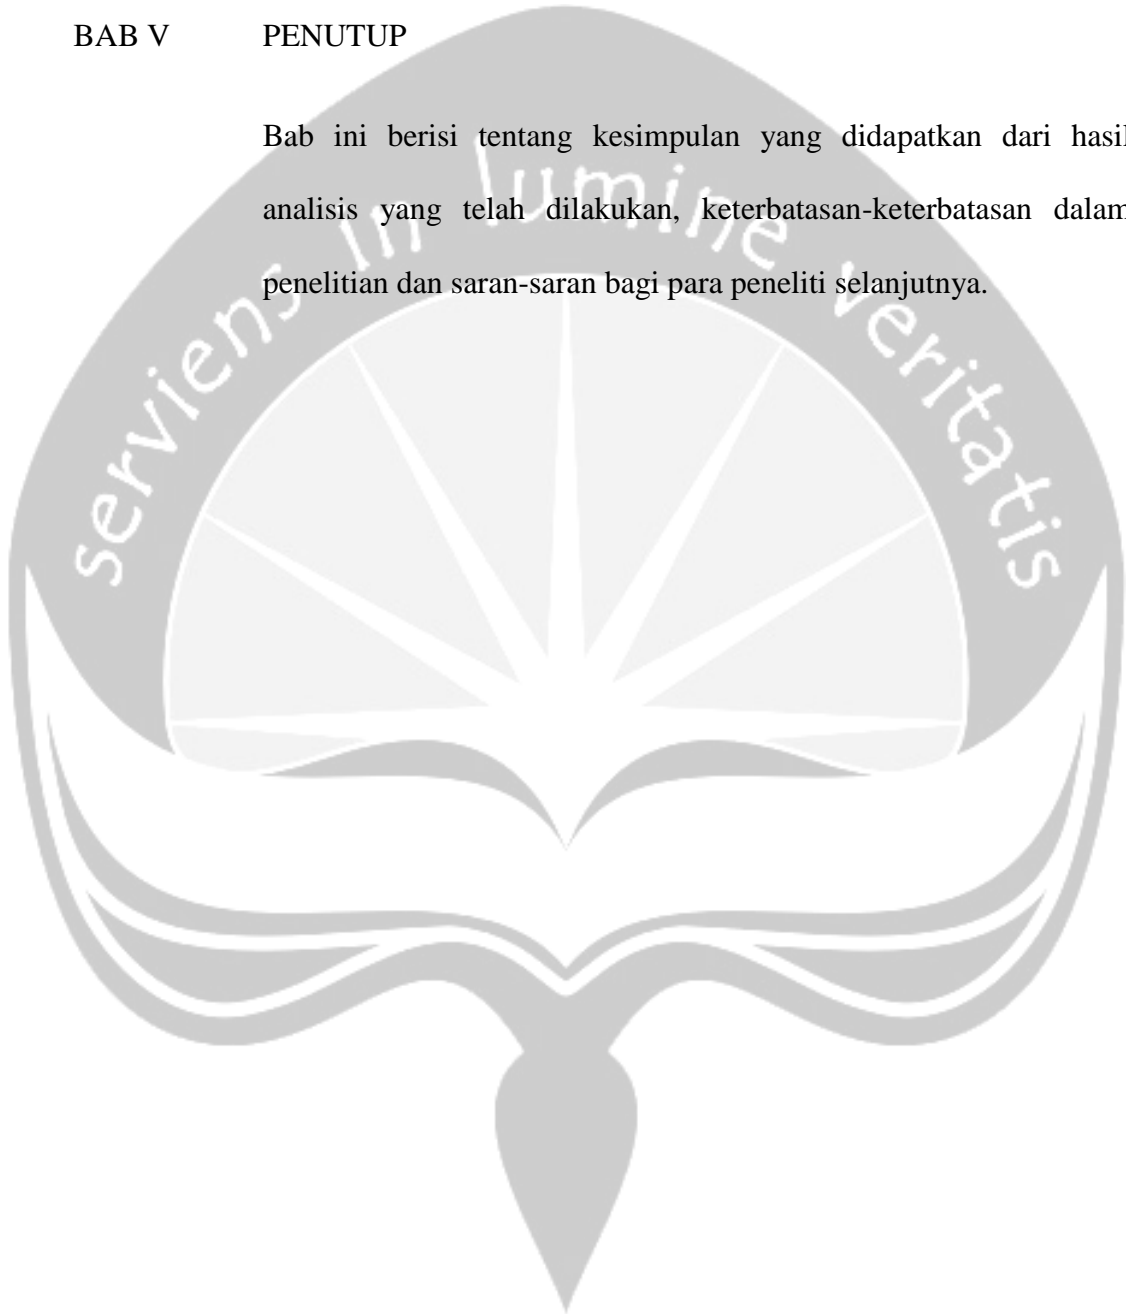 BAB V PENUTUP
Bab ini berisi tentang kesimpulan yang didapatkan dari hasil
analisis yang telah dilakukan, keterbatasan-keterbatasan dalam
penelitian dan saran-saran bagi para peneliti selanjutnya.
serviens in lumine veritatis